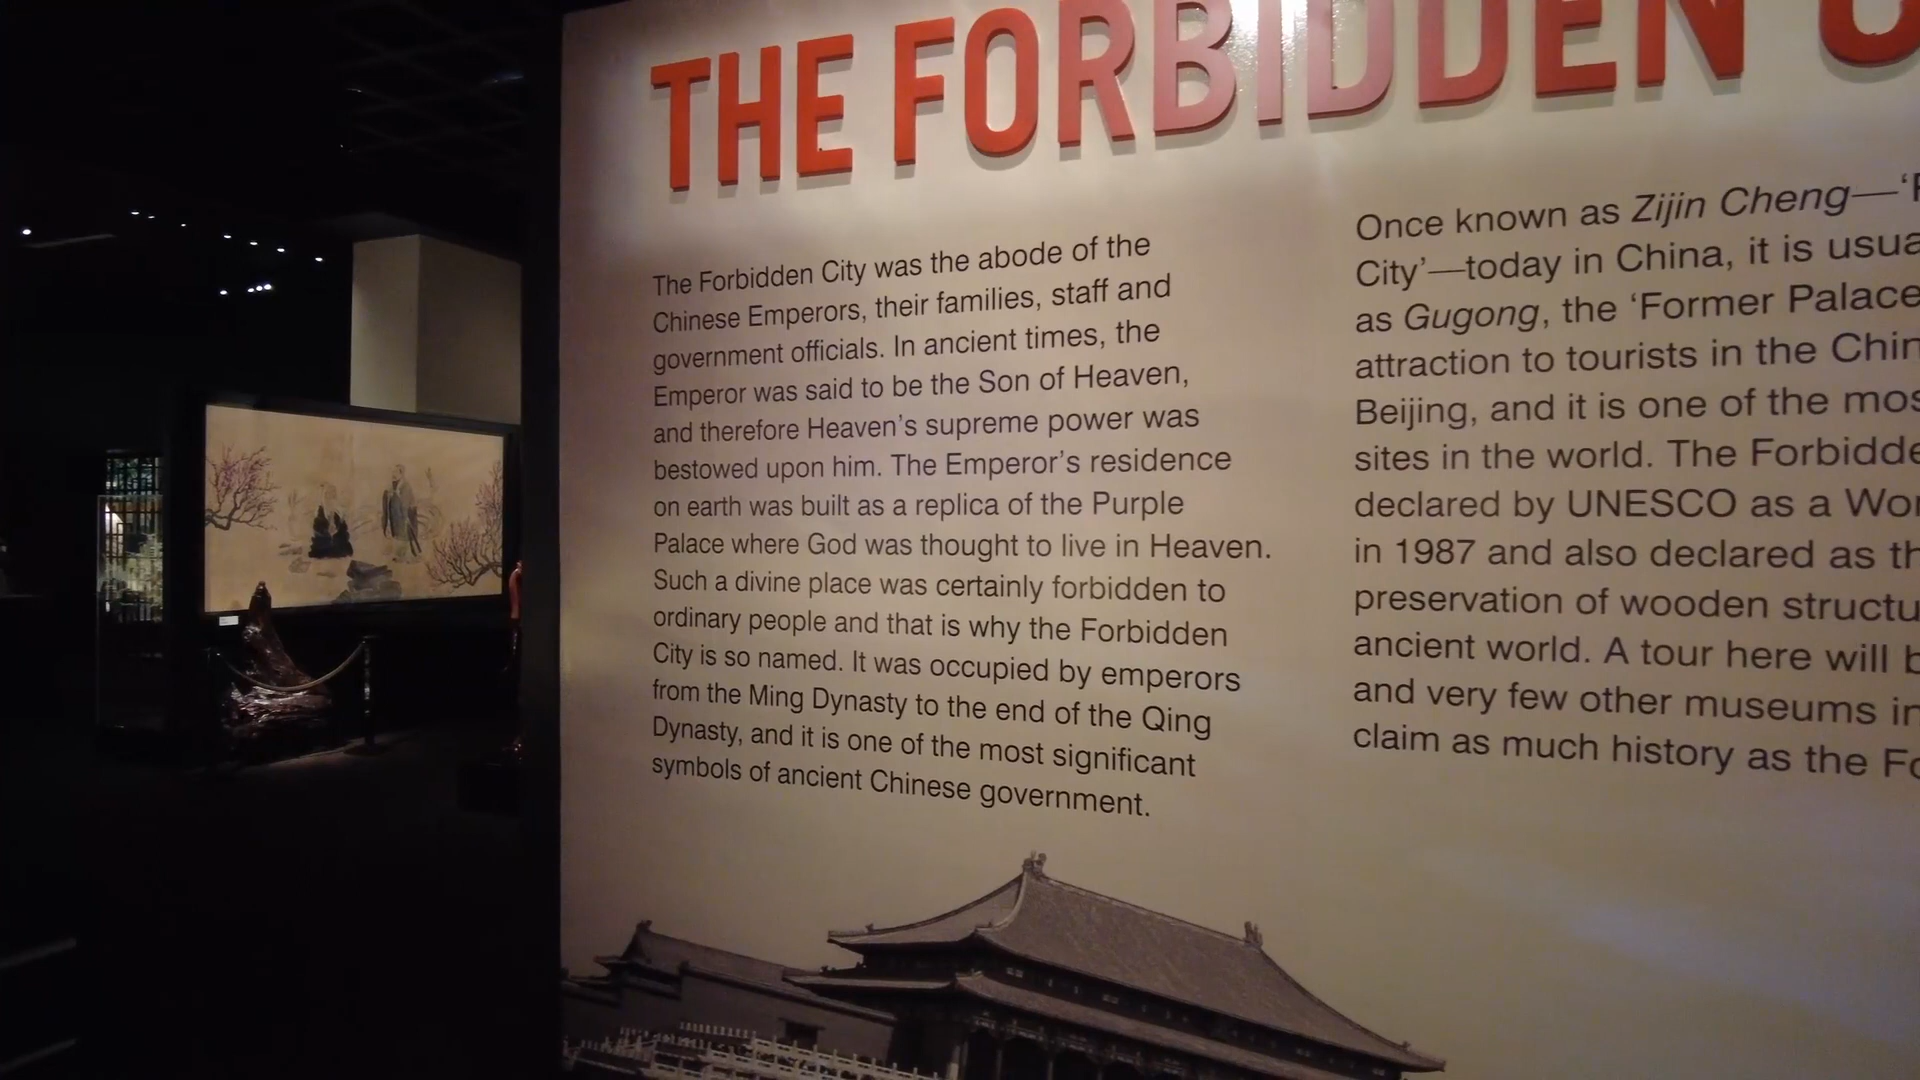 THE FORBIDDEN
The Forbidden City was the abode of the
Chinese Emperors, their families, staff and
government officials. In ancient times, the
Emperor was said to be the Son of Heaven,
and therefore Heaven's supreme power was
bestowed upon him. The Emperor's residence
on earth was built as a replica of the Purple
Palace where God was thought to live in Heaven.
Such a divine place was certainly forbidden to
ordinary people and that is why the Forbidden
City is so named. It was occupied by emperors
from the Ming Dynasty to the end of the Qing
Dynasty, and it is one of the most significant
symbols of ancient Chinese government.
Once known as Zijin Cheng—'
City'—today in China, it is
as Gugong, the 'Former Palace
attraction to tourists in the
Beijing, and it is one of the
sites in the world. The
declared by UNESCO as a
in 1987 and also declared as
preservation of wooden
ancient world. A tour here will
and very few other museums
claim as much history as the